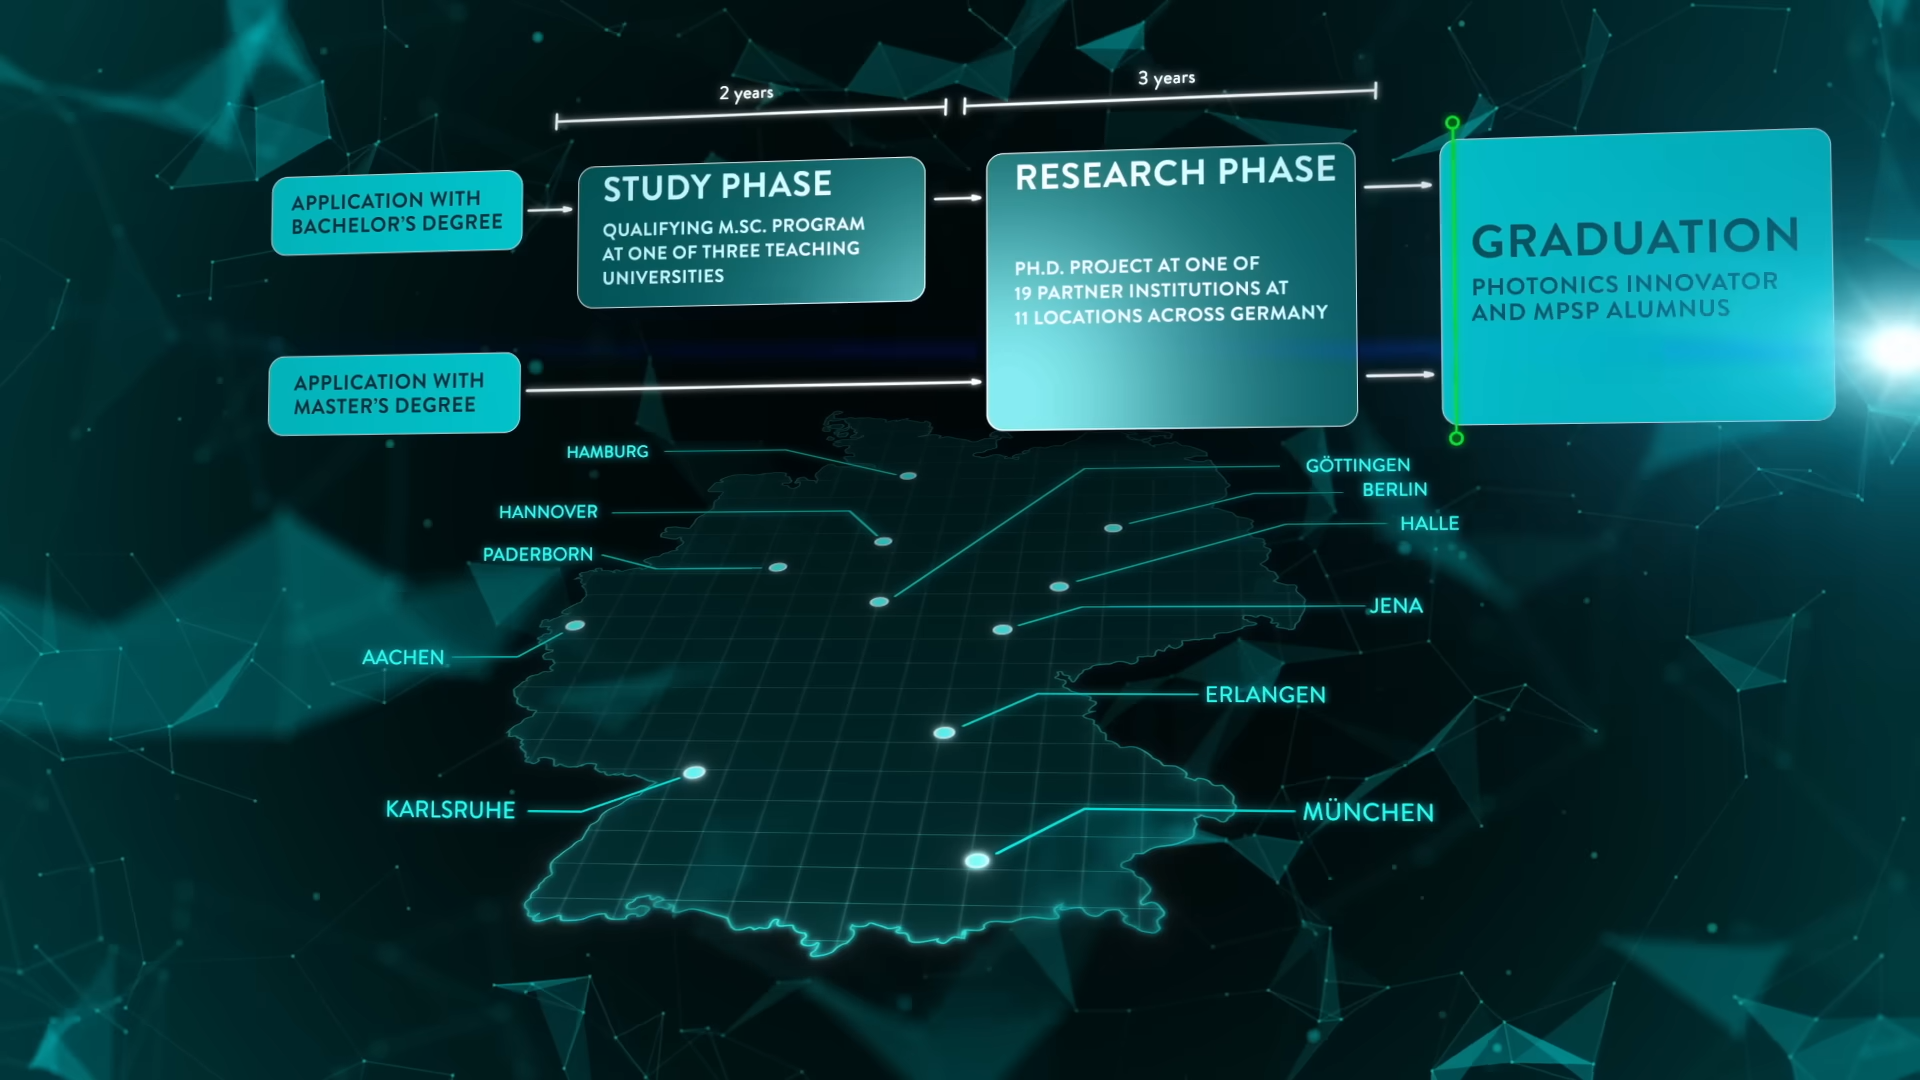 2 years
3 years
APPLICATION WITH
BACHELOR'S DEGREE
STUDY PHASE
QUALIFYING M.SC. PROGRAM
AT ONE OF THREE TEACHING
UNIVERSITIES
RESEARCH PHASE
PH.D. PROJECT AT ONE OF
19 PARTNER INSTITUTIONS AT
11 LOCATIONS ACROSS GERMANY
GRADUATION
PHOTONICS INNOVATOR
AND MPSP ALUMNUS
APPLICATION WITH
MASTER'S DEGREE
HAMBURG
GÖTTINGEN
BERLIN
HANNOVER
HALLE
PADERBORN
JENA
AACHEN
ERLANGEN
KARLSRUHE
MÜNCHEN